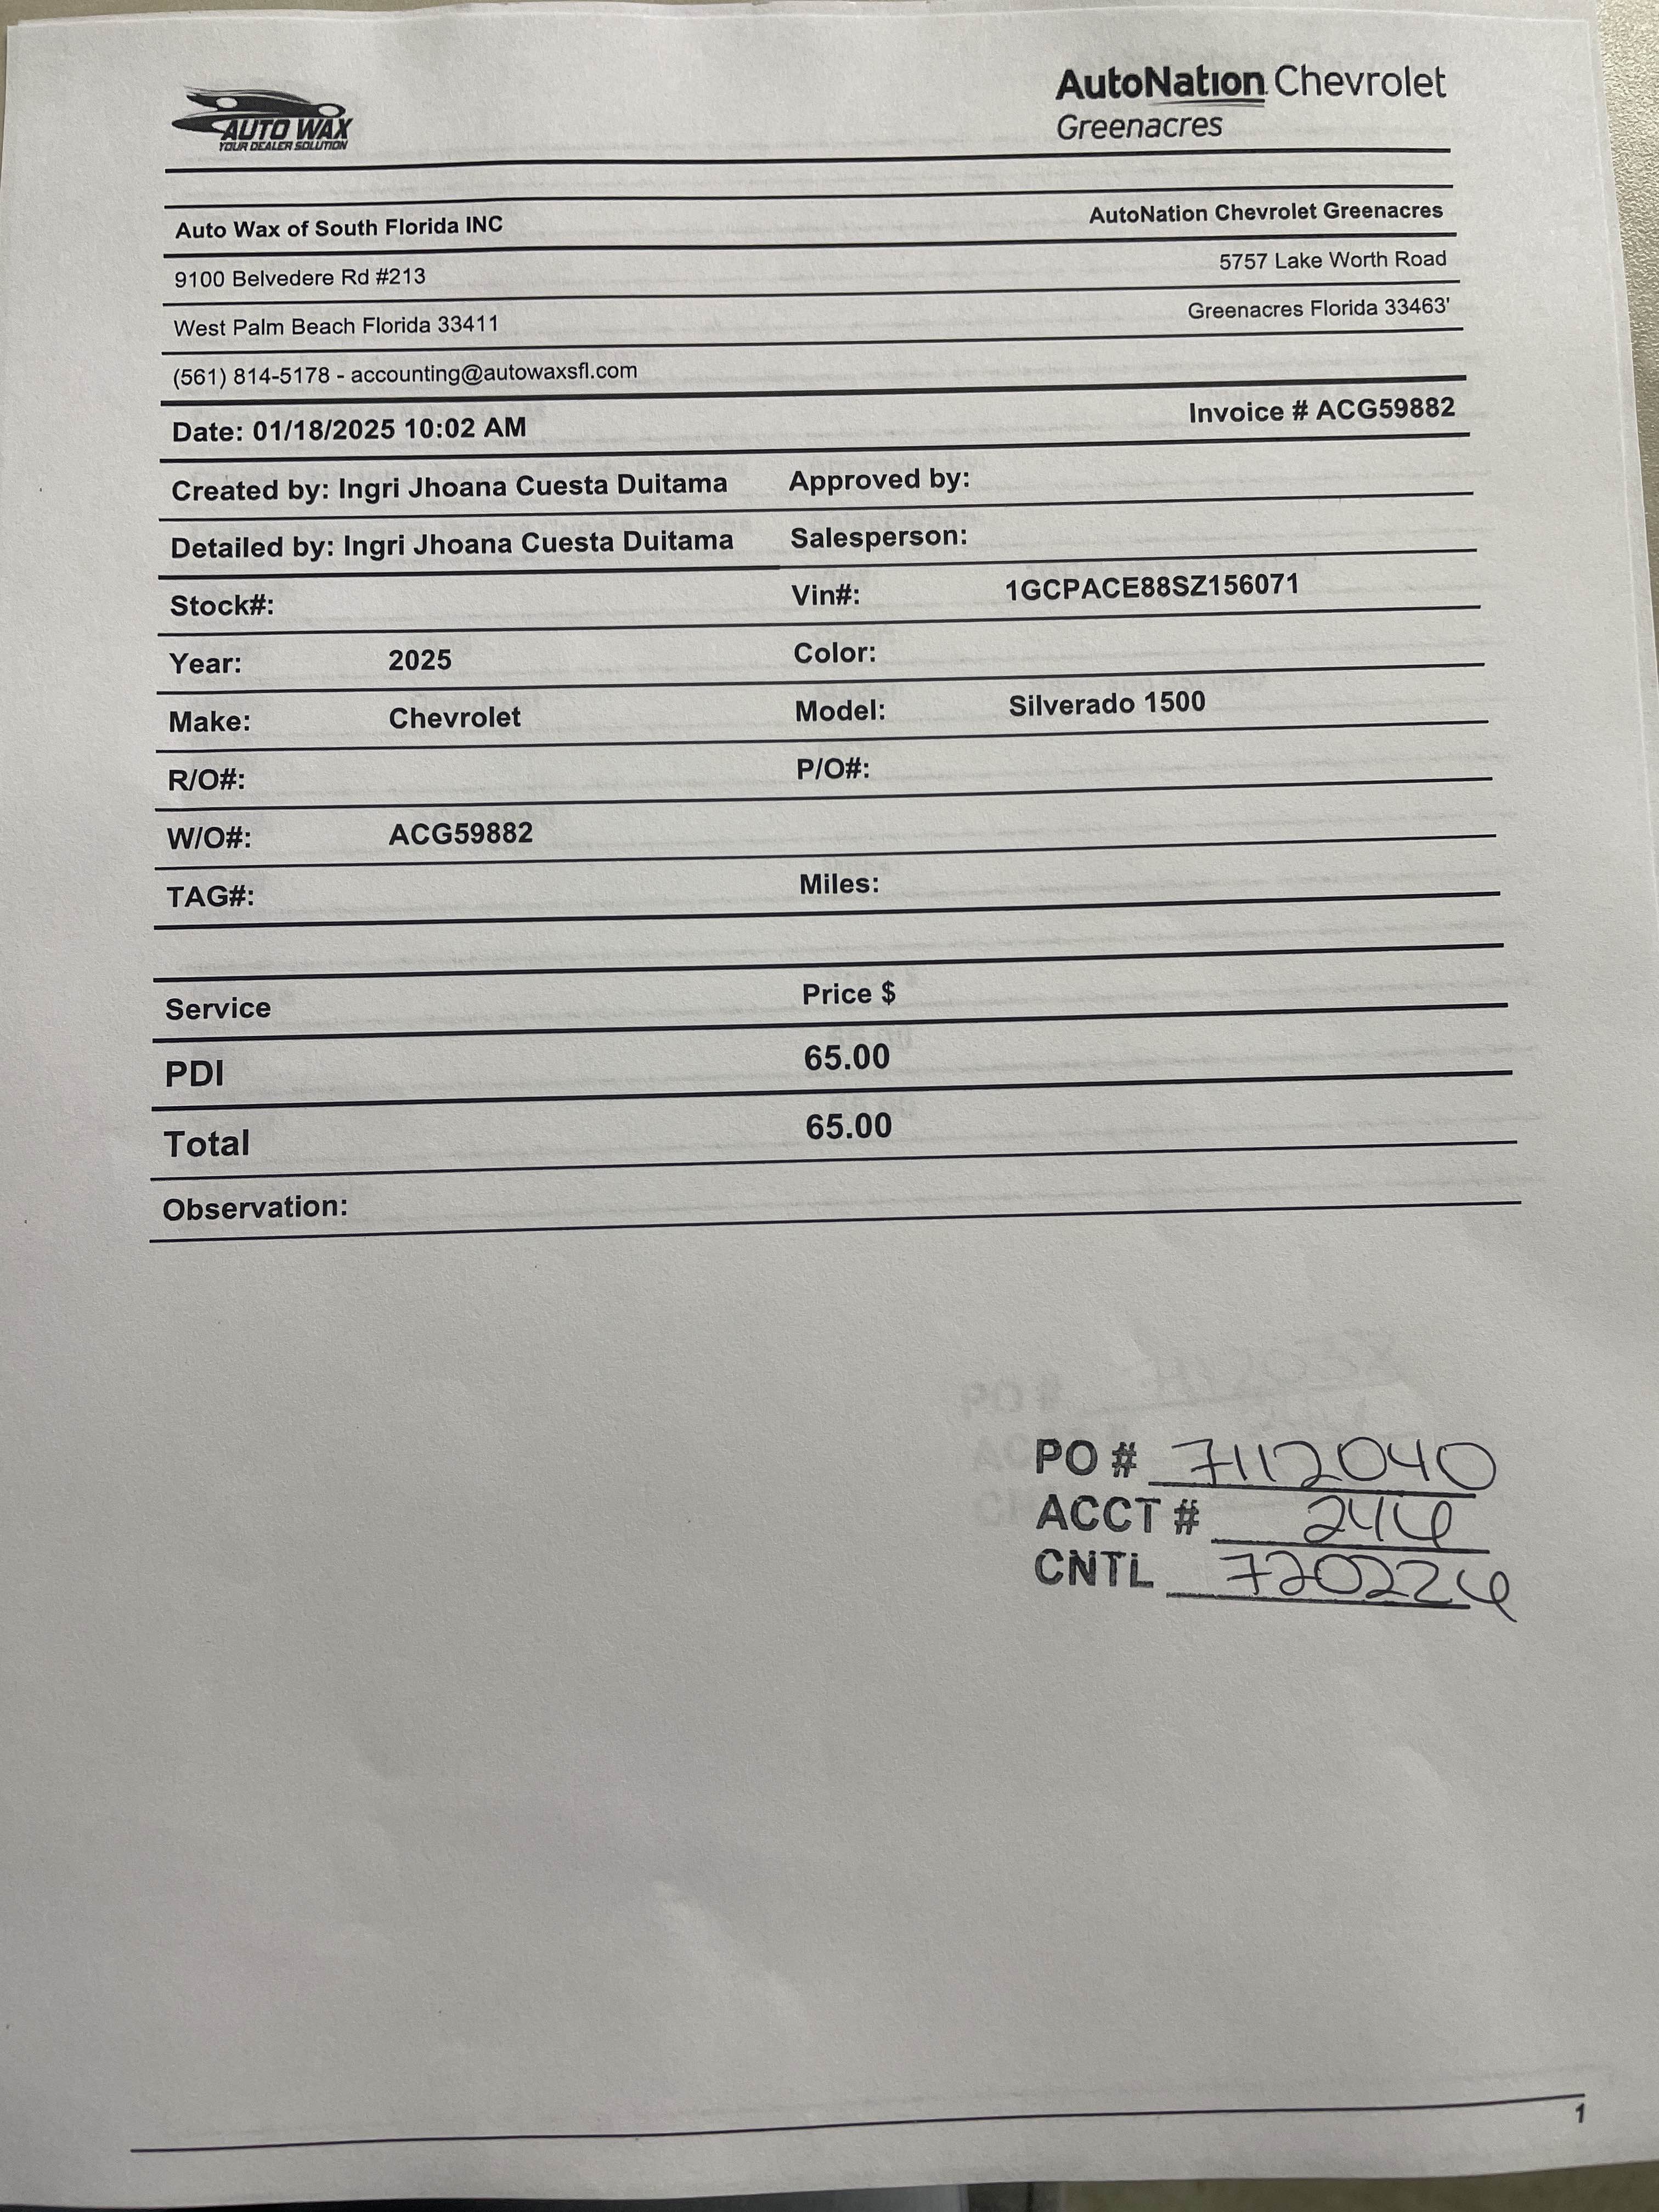 AUTO WAX
YOUR DEALER SOLUTION
AutoNation Chevrolet
Greenacres
Auto Wax of South Florida INC
AutoNation Chevrolet Greenacres
9100 Belvedere Rd #213
5757 Lake Worth Road
West Palm Beach Florida 33411
Greenacres Florida 33463'
(561) 814-5178 - accounting@autowaxsfl.com
Date: 01/18/2025 10:02 AM
Invoice # ACG59882
Created by: Ingri Jhoana Cuesta Duitama Approved by:
Detailed by: Ingri Jhoana Cuesta Duitama Salesperson:
Stock#: Vin#: 1GCPACE88SZ156071
Year: 2025 Color:
Make: Chevrolet Model: Silverado 1500
R/O#: P/O#:
W/O#: ACG59882
TAG#: Miles:
Service Price $
PDI 65.00
Total 65.00
Observation:
PO # 7112040
ACCT # 246
CNTL 720226
1